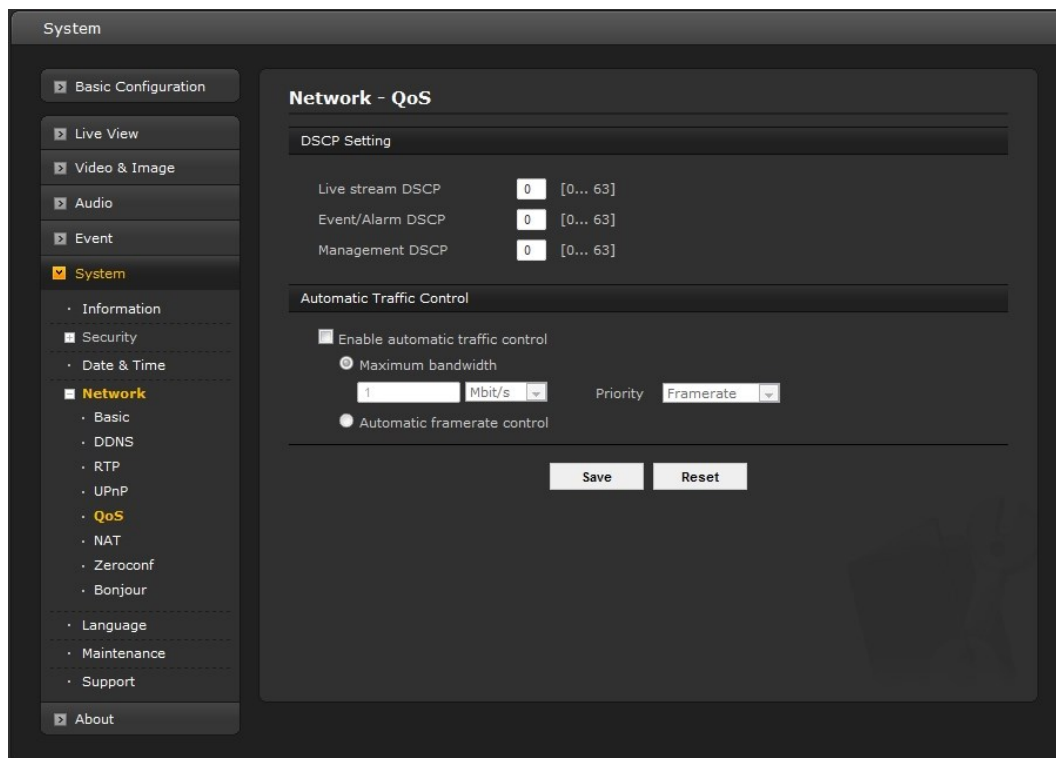 System
Basic Configuration
Live View
Video & Image
Audio
Event
System
· Information
Security
· Date & Time
Network
· Basic
· DDNS
· RTP
· UPnP
· QoS
· NAT
· Zeroconf
· Bonjour
· Language
· Maintenance
· Support
About
Network - QoS
DSCP Setting
Live stream DSCP 0 [0... 63]
Event/Alarm DSCP 0 [0... 63]
Management DSCP 0 [0... 63]
Automatic Traffic Control
Enable automatic traffic control
Maximum bandwidth
1 Mbit/s Priority Framerate
Automatic framerate control
Save Reset